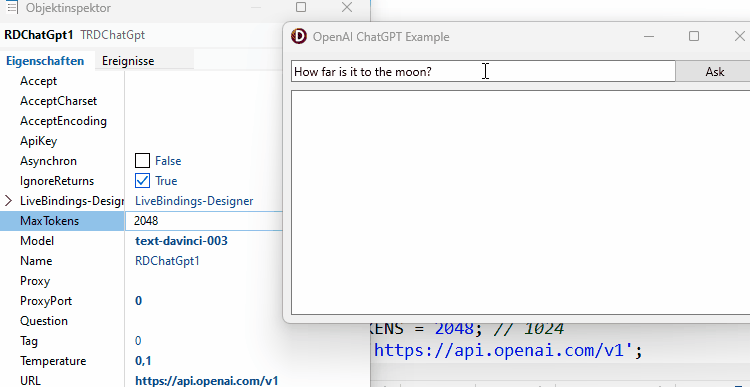 Objektinspektor
RDChatGpt1 TRDChatGpt
Eigenschaften Ereignisse
Accept
AcceptCharset
AcceptEncoding
ApiKey
Asynchron False
IgnoreReturns True
LiveBindings-Design LiveBindings-Designer
MaxTokens 2048
Model text-davinci-003
Name RDChatGpt1
Proxy
ProxyPort 0
Question
Tag 0
Temperature 0,1
URL https://api.openai.com/v1
OpenAI ChatGPT Example
How far is it to the moon? Ask
KENS = 2048; // 1024
https://api.openai.com/v1';